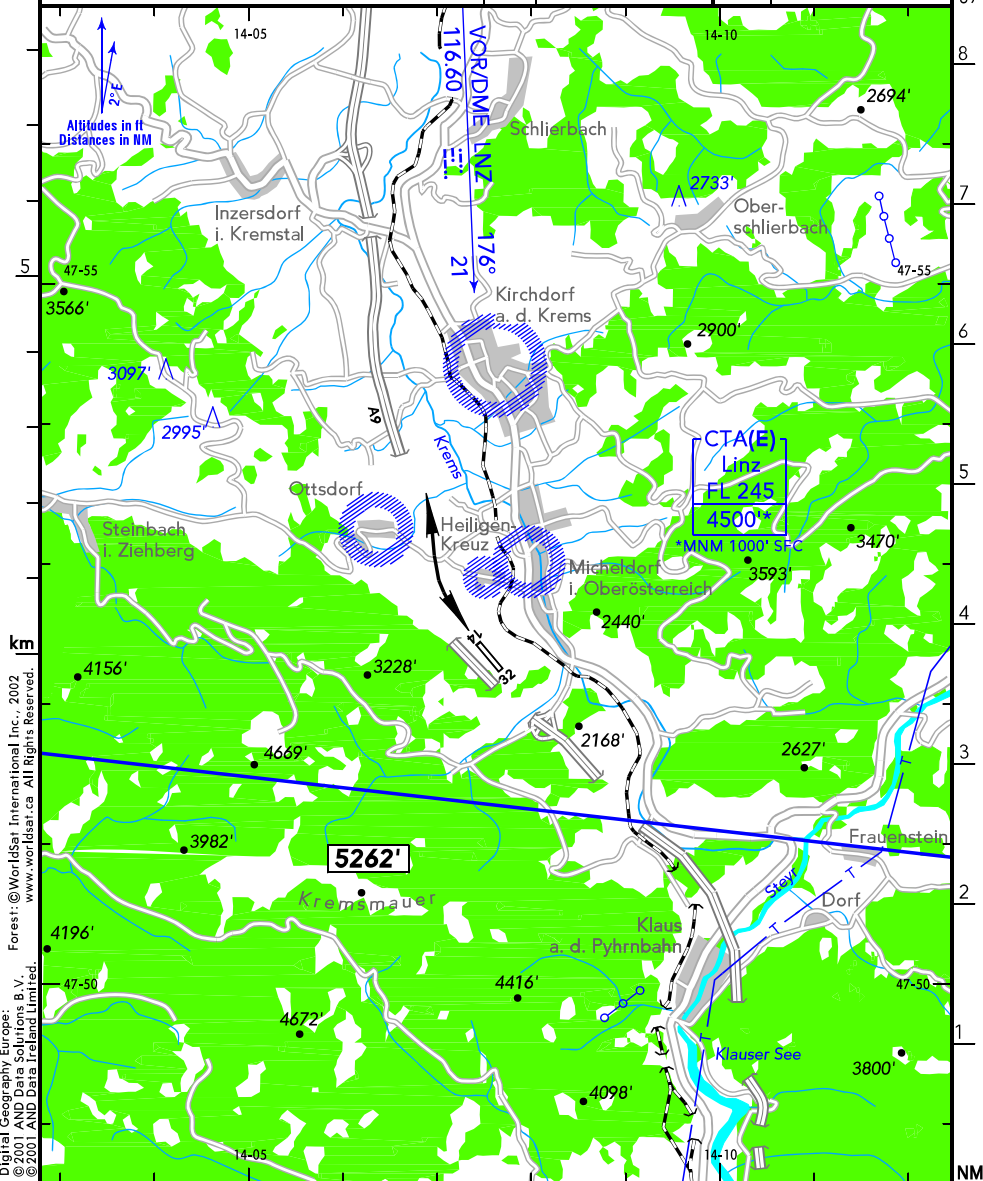 14-05
14-10
8
2694'
2° E
Altitudes in ft
Distances in NM
VOR/DME LNZ
116.60
176°
21
Schlierbach
2733'
7
Inzersdorf
i. Kremstal
Ober-
schlierbach
5
47-55
47-55
3566'
Kirchdorf
a. d. Krems
2900'
6
3097'
2995'
A9
Krems
CTA(E)
Linz
FL 245
4500'*
*MNM 1000' SFC
5
Ottsdorf
Steinbach
i. Ziehberg
Heiligen-
Kreuz
3470'
3593'
Micheldorf
i. Oberösterreich
2440'
4
km
14
32
4156'
3228'
2168'
4669'
2627'
3
3982'
5262'
Kremsmauer
Frauenstein
T
T
T
T
Steyr
2
Dorf
Klaus
a. d. Pyhrnbahn
4196'
47-50
47-50
4416'
4672'
1
Klauser See
3800'
4098'
14-05
14-10
NM
Forest: ©WorldSat International Inc., 2002
www.worldsat.ca All Rights Reserved.
Digital Geography Europe:
©2001 AND Data Solutions B.V.
©2001 AND Data Ireland Limited.